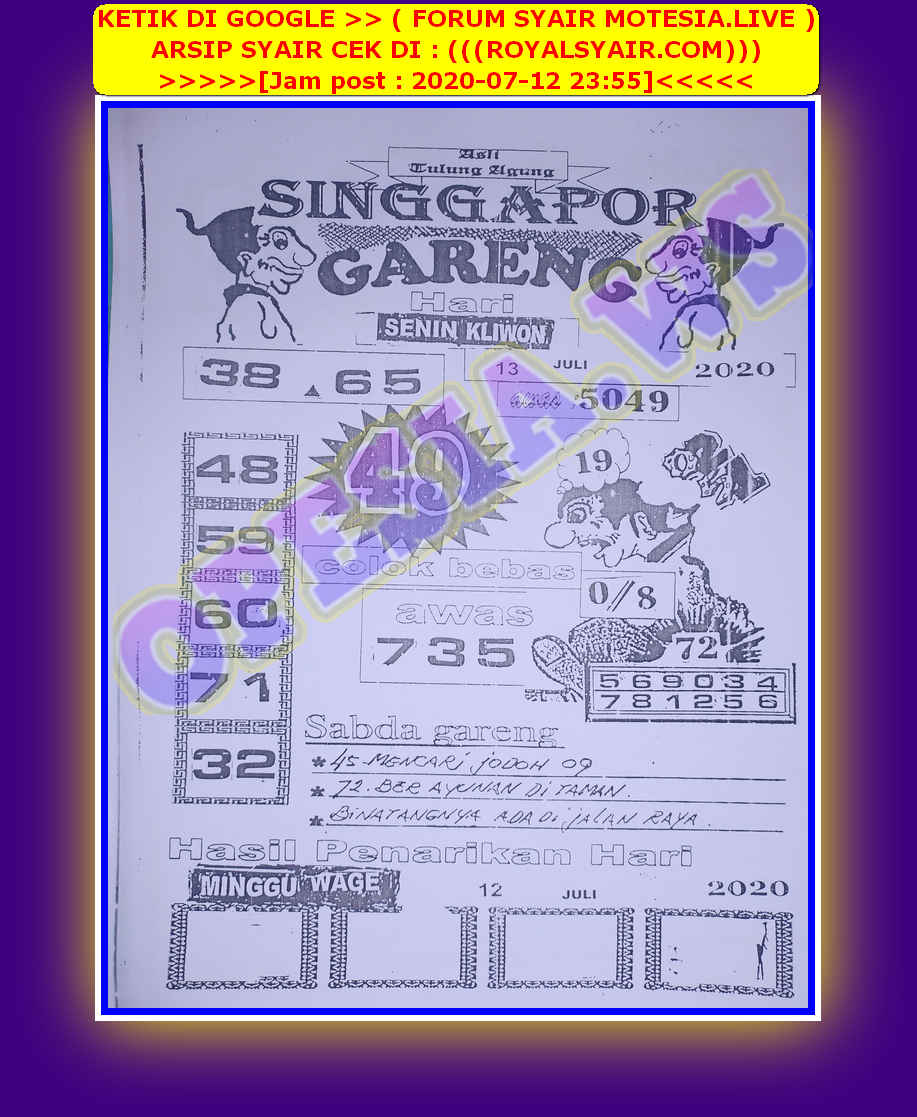 KETIK DI GOOGLE >> ( FORUM SYAIR MOTESIA.LIVE )
ARSIP SYAIR CEK DI : (((ROYALSYAIR.COM)))
>>>>>[Jam post : 2020-07-12 23:55]<<<<<
Asli
Tulung Agung
SINGGAPOR
GARENG
Hari
SENIN KLIWON
38 65
13 JULI 2020
5049
48
59
60
71
32
49
19
colok bebas
0/8
awas
735
72
569034
781256
Sabda gareng
* 45. MENCARI JODOH 09
* 72. BER AYUNAN DI TAMAN.
* BINATANGNYA ADA DI JALAN RAYA.
Hasil Penarikan Hari
MINGGU WAGE 12 JULI 2020